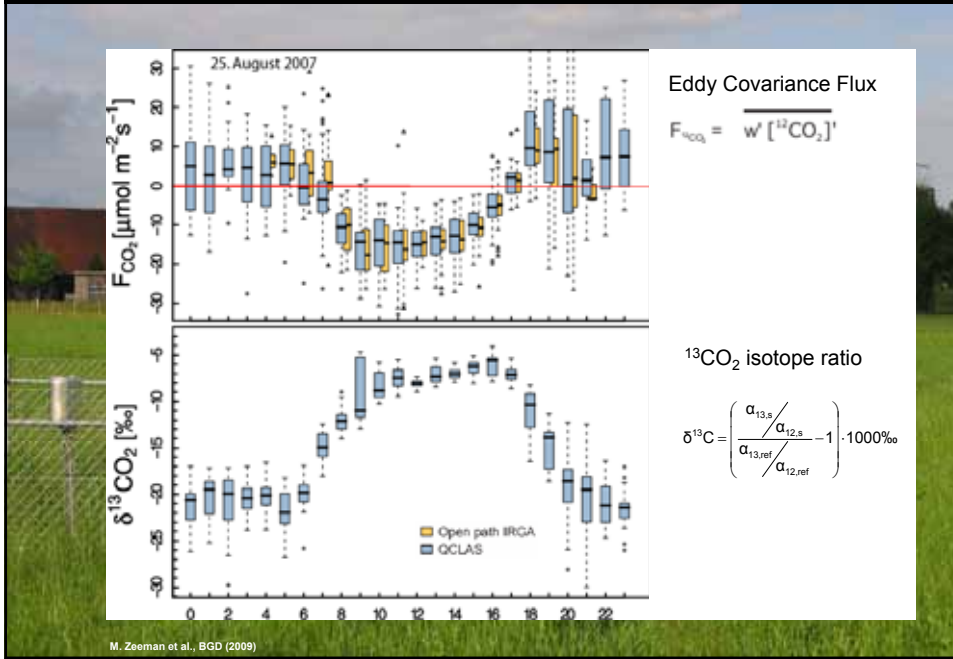 25. August 2007
30
20
10
0
-10
-20
-30
F_CO₂ [μmol m⁻²s⁻¹]
Eddy Covariance Flux
F_¹²CO₂ = w' [¹²CO₂]'
-5
-10
-15
-20
-25
-30
δ¹³CO₂ [‰]
Open path IRGA
QCLAS
0 2 4 6 8 10 12 14 16 18 20 22
¹³CO₂ isotope ratio
δ¹³C = ( (α13,s / α12,s) / (α13,ref / α12,ref) − 1 ) · 1000‰
M. Zeeman et al., BGD (2009)